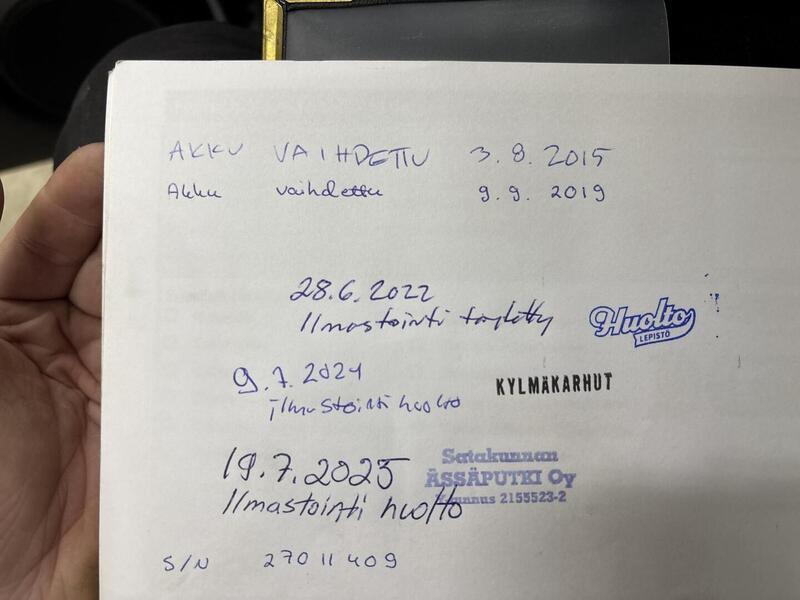 AKKU VAIHDETTU 3.8.2015
Akku vaihdettu 9.9.2019
28.6.2022
Ilmastointi täytetty
Huolto
LEPISTÖ
9.7.2024
ilmastointi huolto
KYLMÄKARHUT
19.7.2025
Ilmastointi huolto
Satakunnan
ÄSSÄPUTKI Oy
Y-tunnus 2155523-2
S/N 27011409